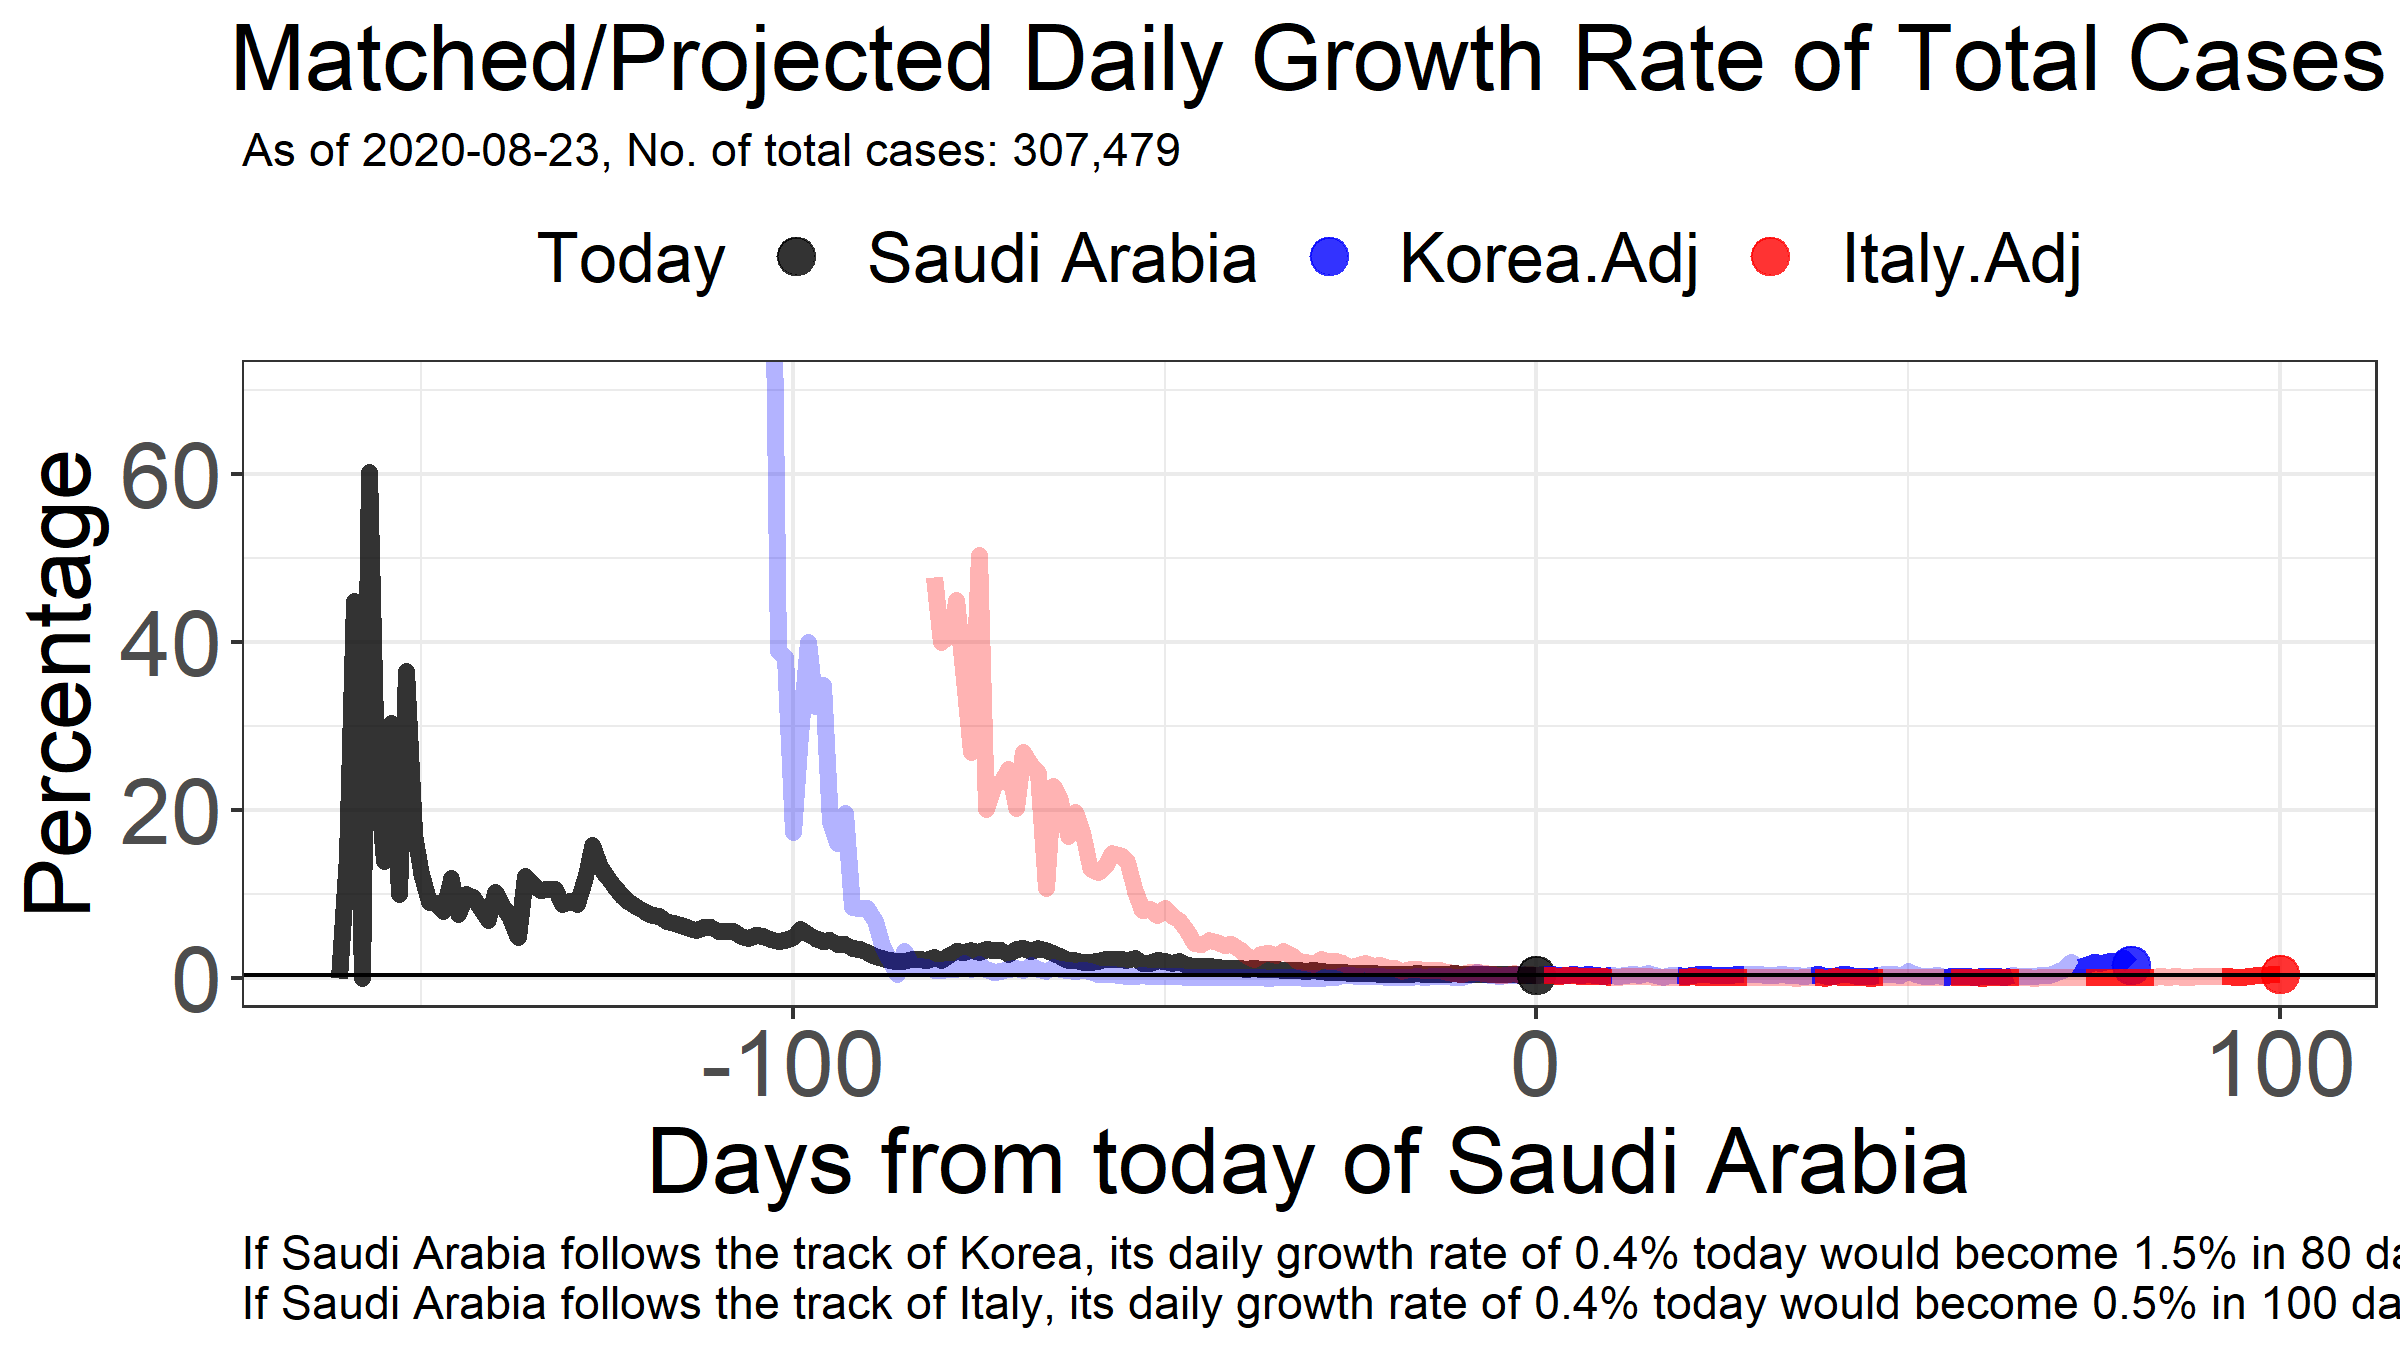 Matched/Projected Daily Growth Rate of Total Cases
As of 2020-08-23, No. of total cases: 307,479
Today Saudi Arabia Korea.Adj Italy.Adj
Percentage
60
40
20
0
-100 0 100
Days from today of Saudi Arabia
If Saudi Arabia follows the track of Korea, its daily growth rate of 0.4% today would become 1.5% in 80 da
If Saudi Arabia follows the track of Italy, its daily growth rate of 0.4% today would become 0.5% in 100 da